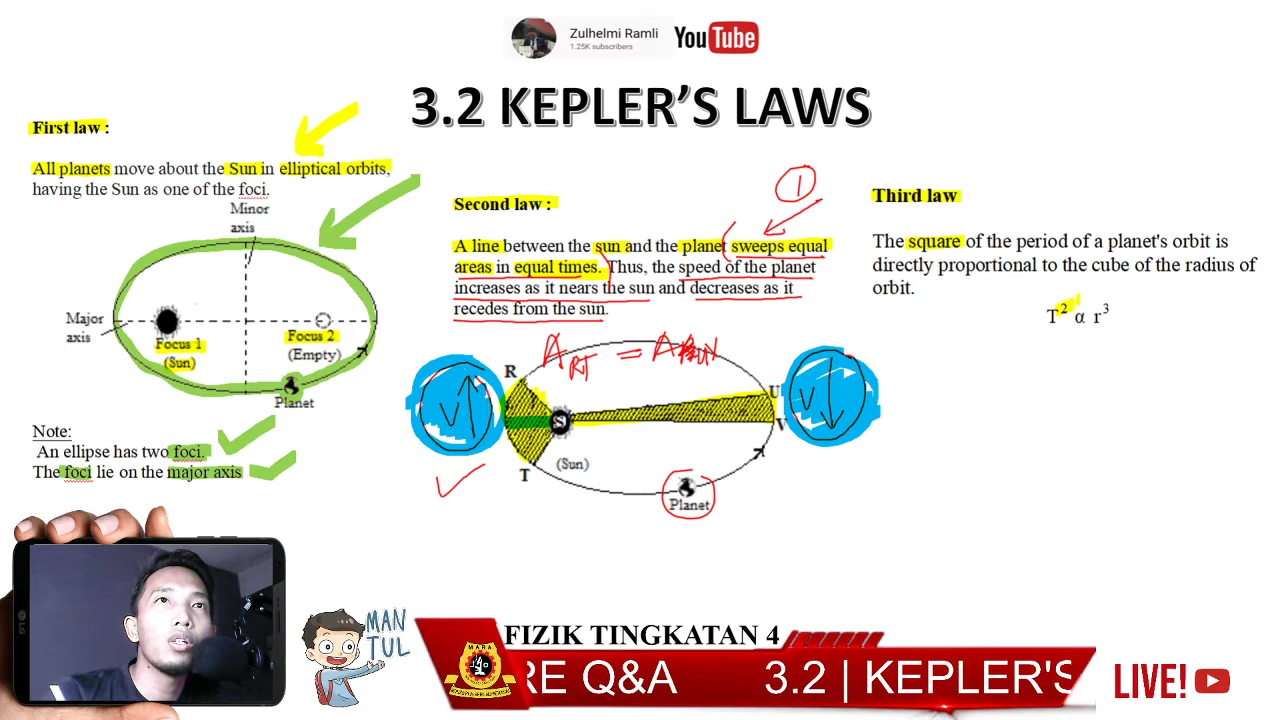 Zulhelmi Ramli
1.25K subscribers
YouTube
3.2 KEPLER'S LAWS
First law :
All planets move about the Sun in elliptical orbits,
having the Sun as one of the foci.
Minor
axis
Major
axis
Focus 1
(Sun)
Focus 2
(Empty)
Planet
Note:
An ellipse has two foci.
The foci lie on the major axis
Second law :
1
A line between the sun and the planet sweeps equal
areas in equal times. Thus, the speed of the planet
increases as it nears the sun and decreases as it
recedes from the sun.
A RT = A
R
V ↑
S
T
(Sun)
U
V
V ↓
Planet
Third law
The square of the period of a planet's orbit is
directly proportional to the cube of the radius of
orbit.
T² α r³
LG
MAN
TUL
MARA
FIZIK TINGKATAN 4
RE Q&A 3.2 | KEPLER'S
LIVE!